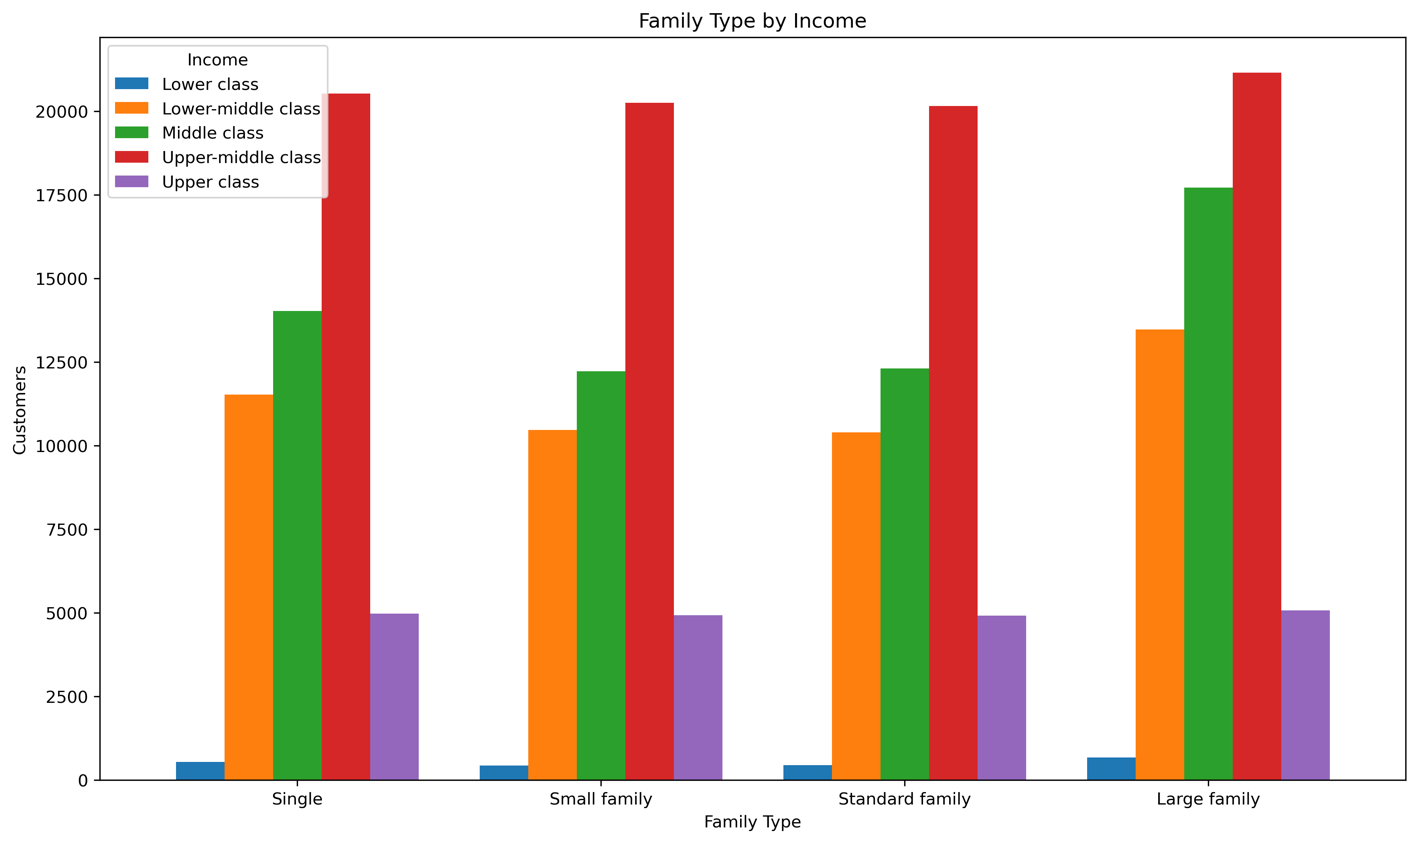 Family Type by Income
Income
Lower class
Lower-middle class
Middle class
Upper-middle class
Upper class
Customers
20000
17500
15000
12500
10000
7500
5000
2500
0
Single Small family Standard family Large family
Family Type